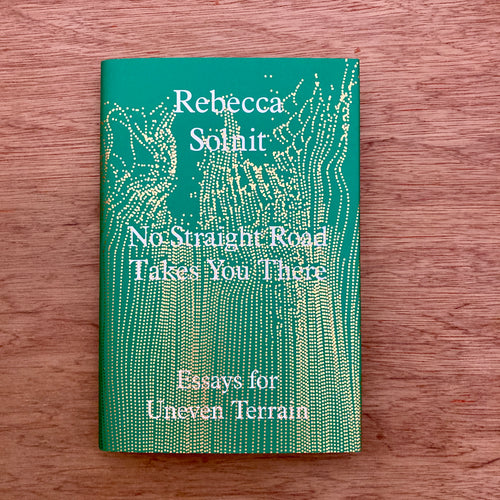 Rebecca
Solnit
No Straight Road
Takes You There
Essays for
Uneven Terrain